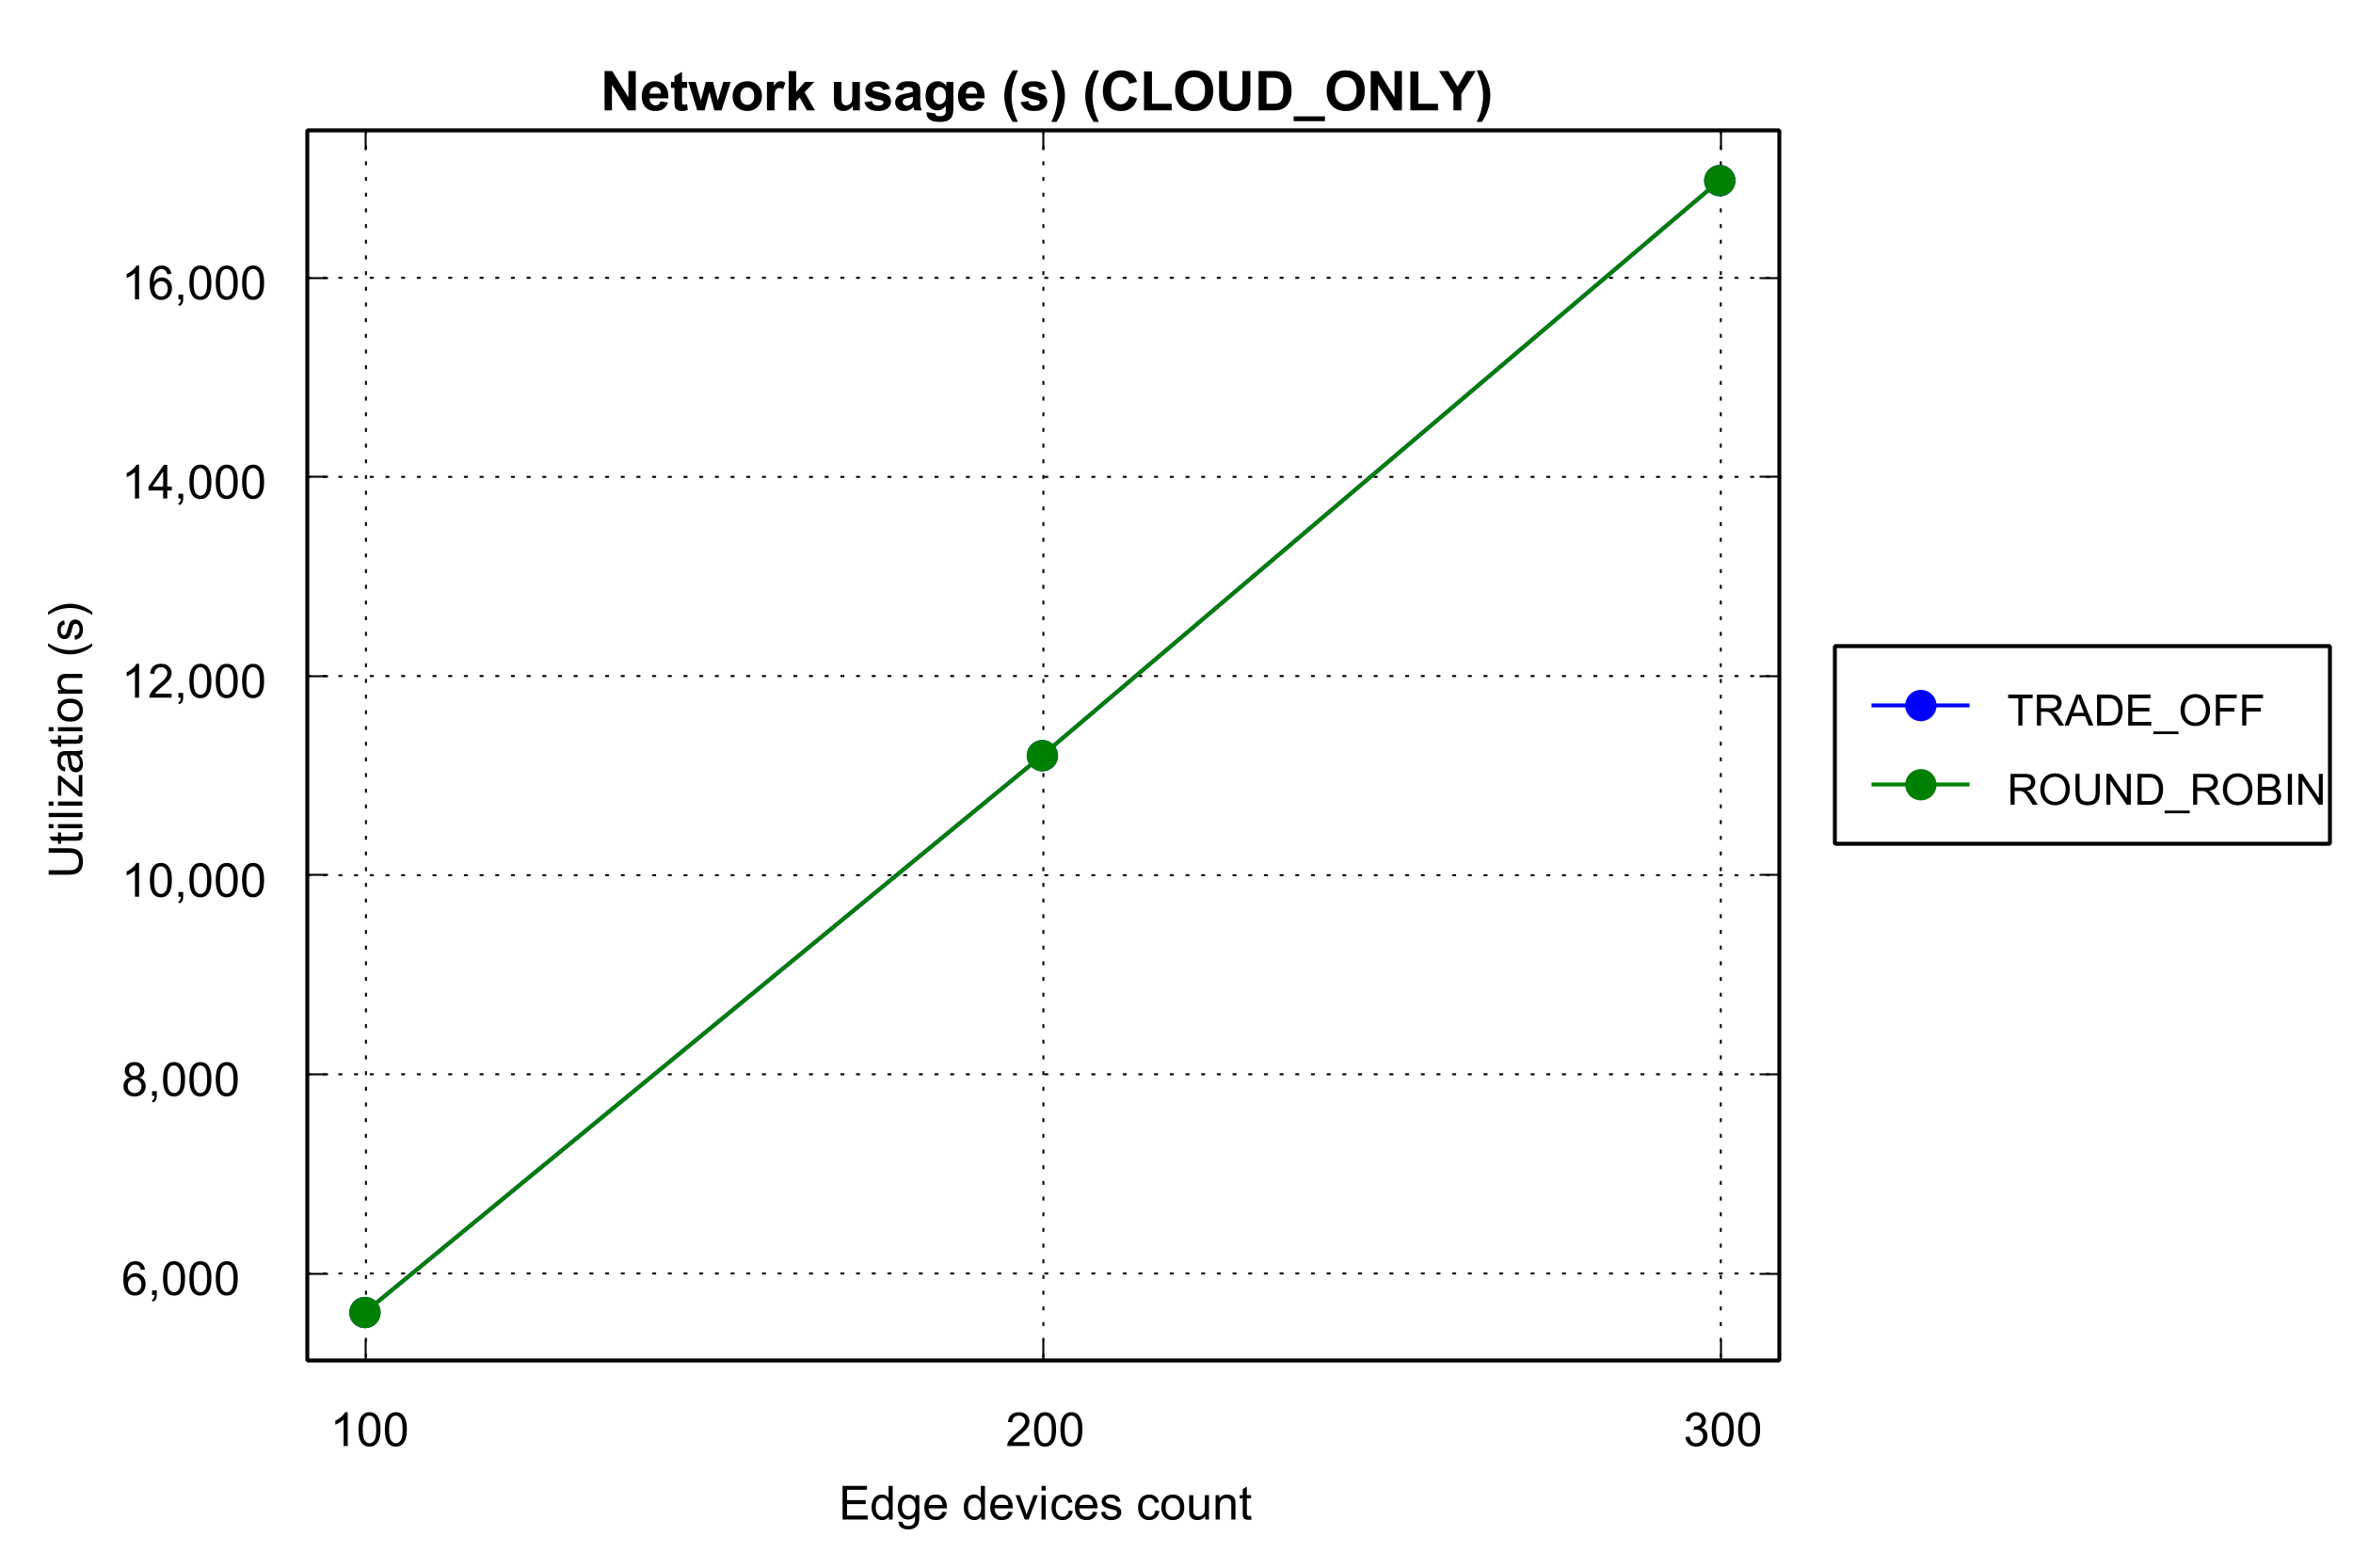 Network usage (s) (CLOUD_ONLY)
16,000
14,000
12,000
10,000
8,000
6,000
Utilization (s)
100
200
300
Edge devices count
TRADE_OFF
ROUND_ROBIN